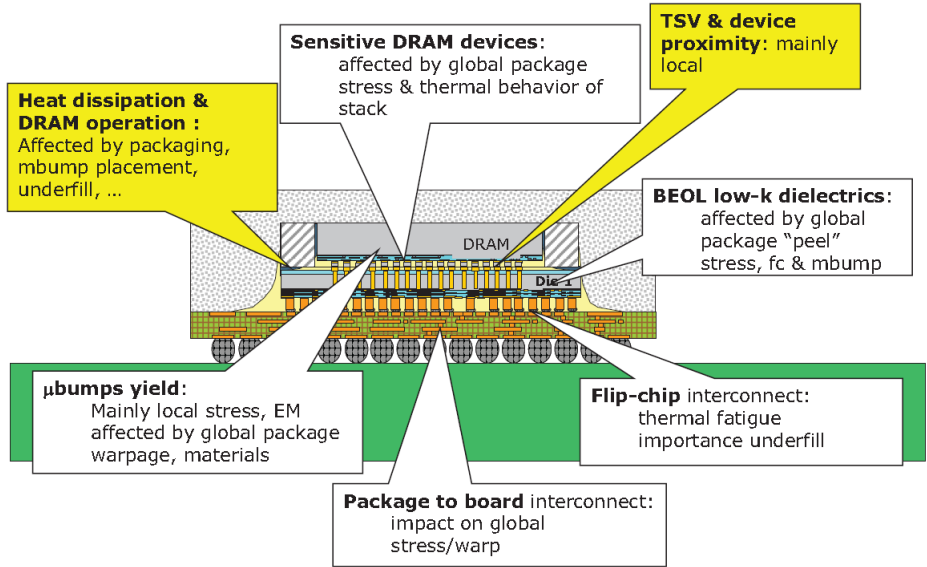 Sensitive DRAM devices:
affected by global package
stress & thermal behavior of
stack
TSV & device
proximity: mainly
local
Heat dissipation &
DRAM operation :
Affected by packaging,
mbump placement,
underfill, ...
BEOL low-k dielectrics:
affected by global
package “peel”
stress, fc & mbump
DRAM
Die 1
μbumps yield:
Mainly local stress, EM
affected by global package
warpage, materials
Flip-chip interconnect:
thermal fatigue
importance underfill
Package to board interconnect:
impact on global
stress/warp